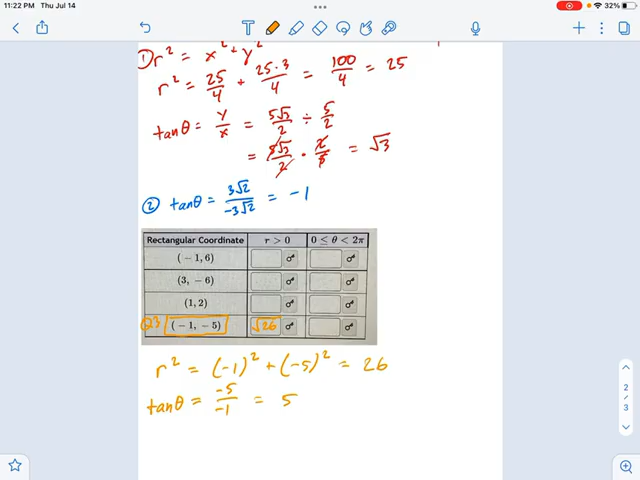 11:22 PM Thu Jul 14
32%
① r² = x² + y²
r² = 25/4 + 25·3/4 = 100/4 = 25
tanθ = y/x = 5√3/2 ÷ 5/2
= 5√3/2 · 2/5 = √3
② tanθ = 3√2/-3√2 = -1
Rectangular Coordinate r > 0 0 ≤ θ < 2π
(-1, 6)
(3, -6)
(1, 2)
Q3 (-1, -5) √26
r² = (-1)² + (-5)² = 26
tanθ = -5/-1 = 5
2
3